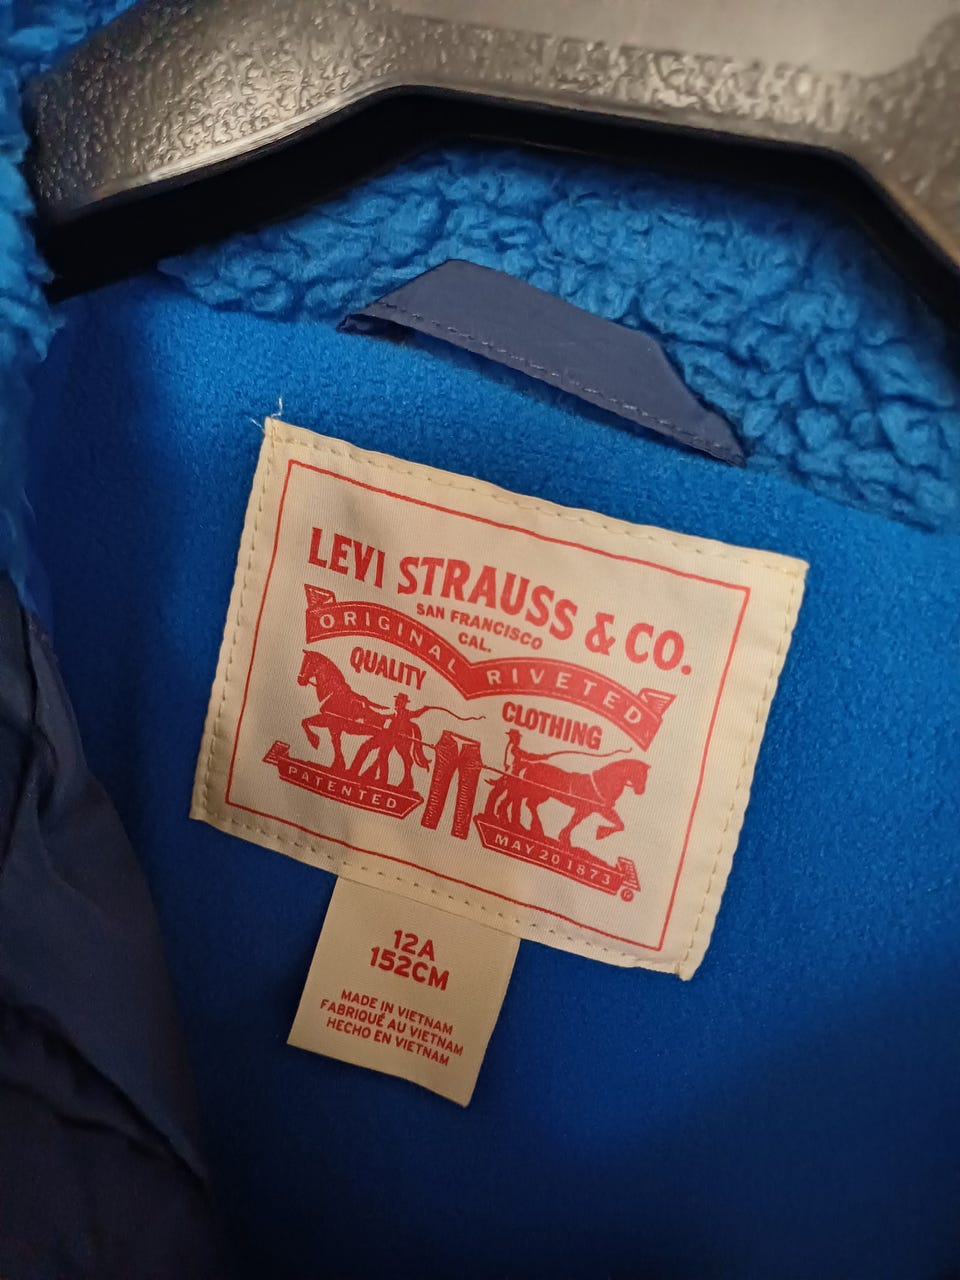 LEVI STRAUSS & CO.
SAN FRANCISCO
CAL.
ORIGINAL RIVETED
QUALITY
CLOTHING
PATENTED
MAY 20 1873
®
12A
152CM
MADE IN VIETNAM
FABRIQUÉ AU VIETNAM
HECHO EN VIETNAM